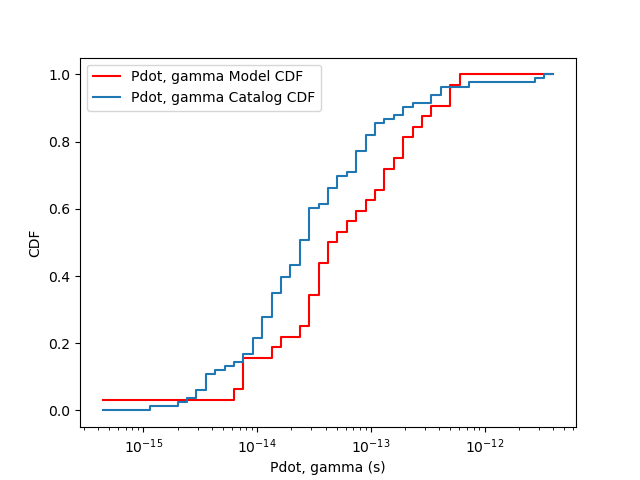 Pdot, gamma Model CDF
Pdot, gamma Catalog CDF
1.0
0.8
0.6
0.4
0.2
0.0
CDF
10⁻¹⁵ 10⁻¹⁴ 10⁻¹³ 10⁻¹²
Pdot, gamma (s)